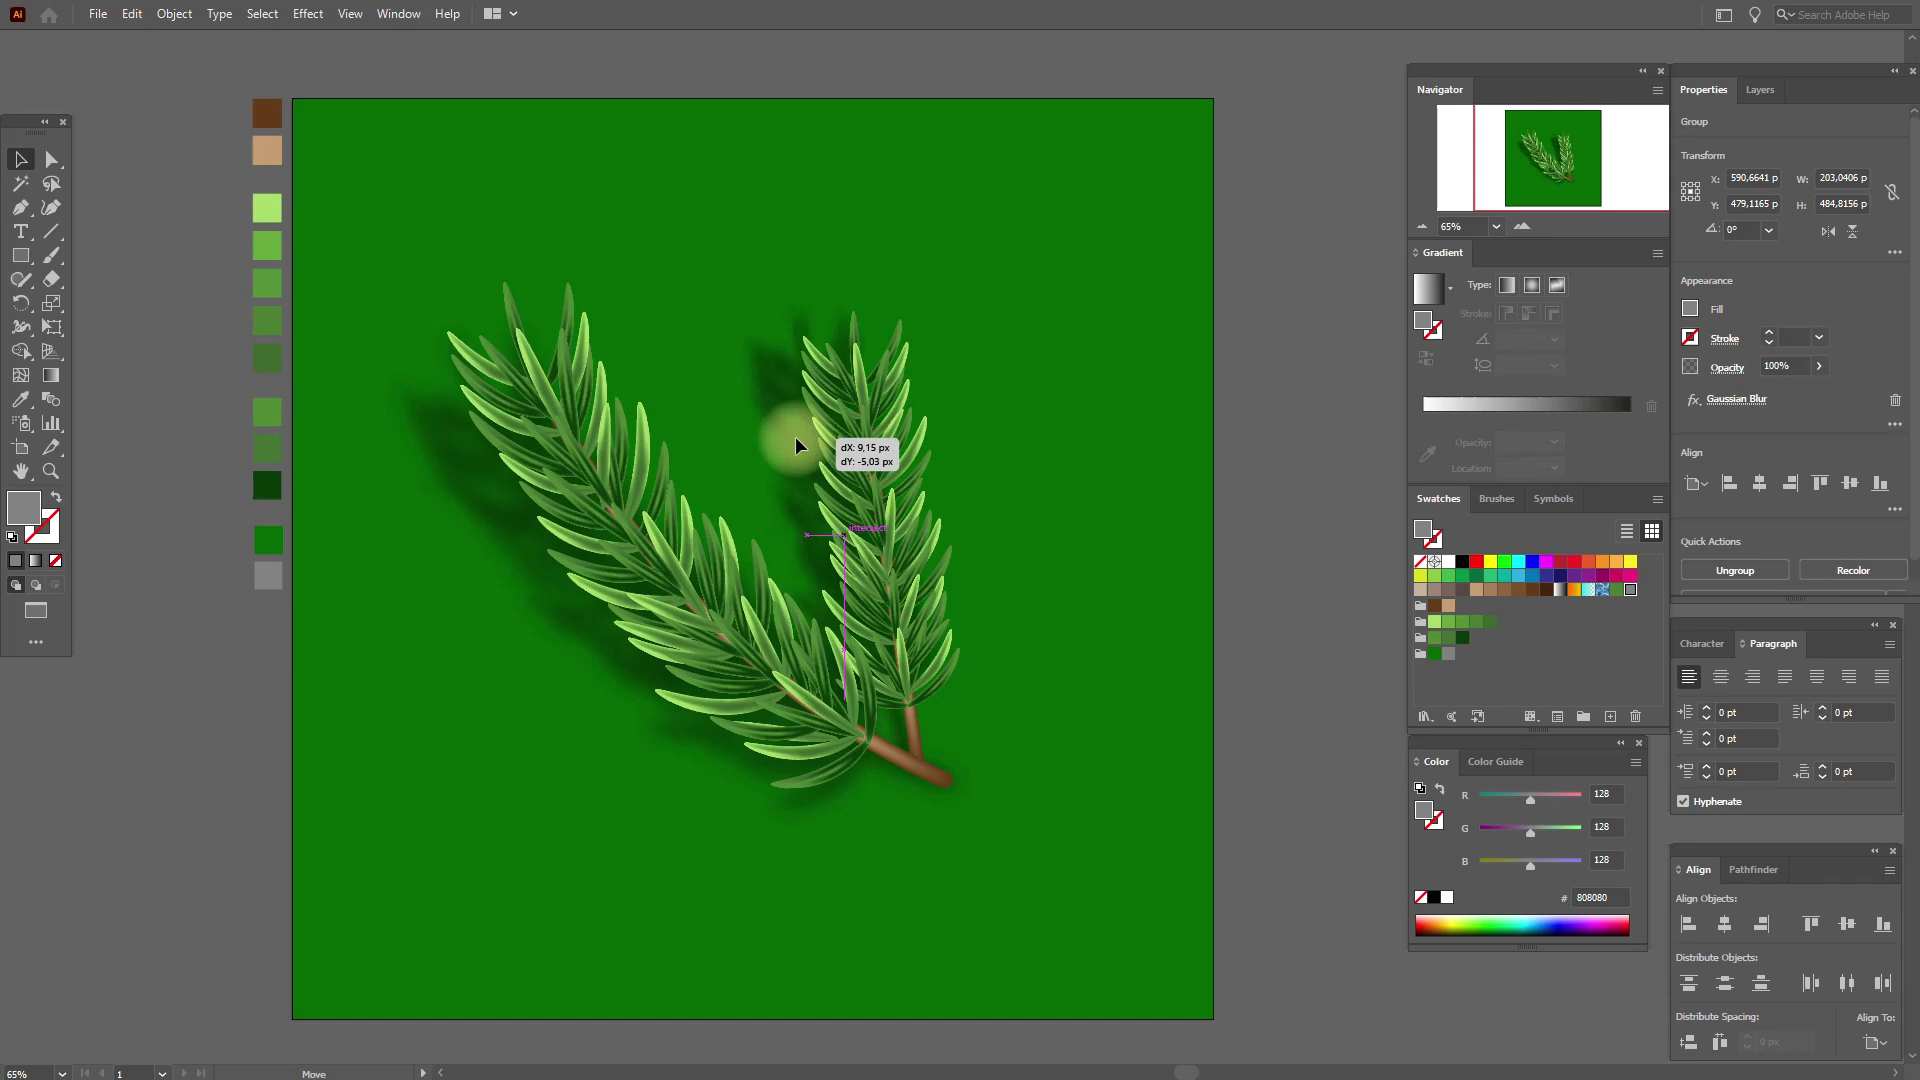 Ai File Edit Object Type Select Effect View Window Help
Search Adobe Help
Navigator
65%
Gradient
Type:
Stroke:
Opacity:
Location:
Swatches Brushes Symbols
Color Color Guide
R 128
G 128
B 128
# 808080
Properties Layers
Group
Transform
X: 590,6641 p W: 203,0406 p
Y: 479,1165 p H: 484,8156 p
0°
Appearance
Fill
Stroke
Opacity 100%
fx. Gaussian Blur
Align
Quick Actions
Ungroup Recolor
Character Paragraph
0 pt 0 pt
0 pt
0 pt 0 pt
Hyphenate
Align Pathfinder
Align Objects:
Distribute Objects:
Distribute Spacing: Align To:
0 px
dX: 9,15 px
dY: -5,03 px
intersect
65% 1 Move